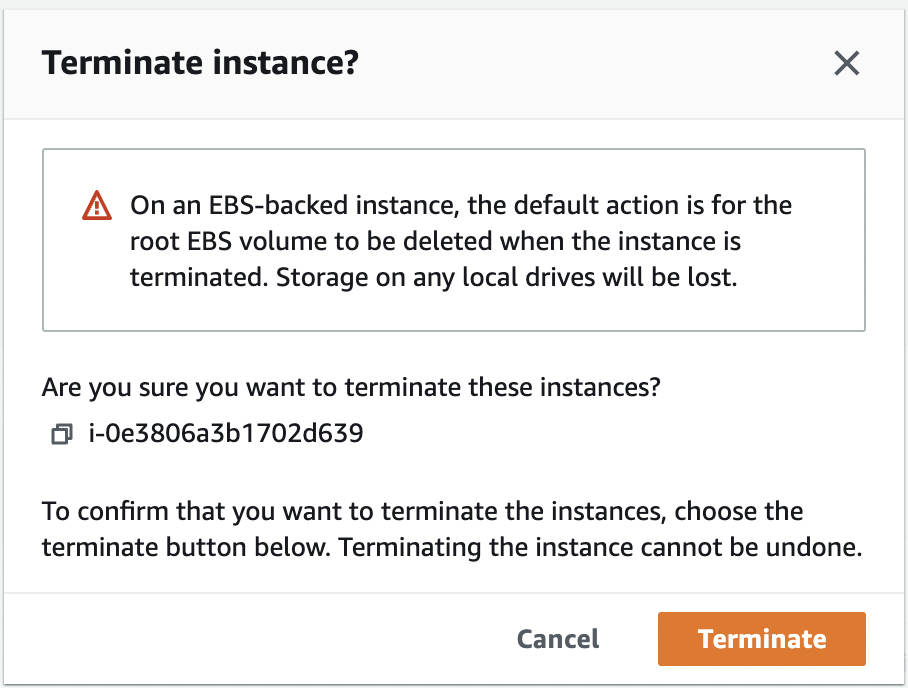 Terminate instance?
On an EBS-backed instance, the default action is for the
root EBS volume to be deleted when the instance is
terminated. Storage on any local drives will be lost.
Are you sure you want to terminate these instances?
i-0e3806a3b1702d639
To confirm that you want to terminate the instances, choose the
terminate button below. Terminating the instance cannot be undone.
Cancel
Terminate